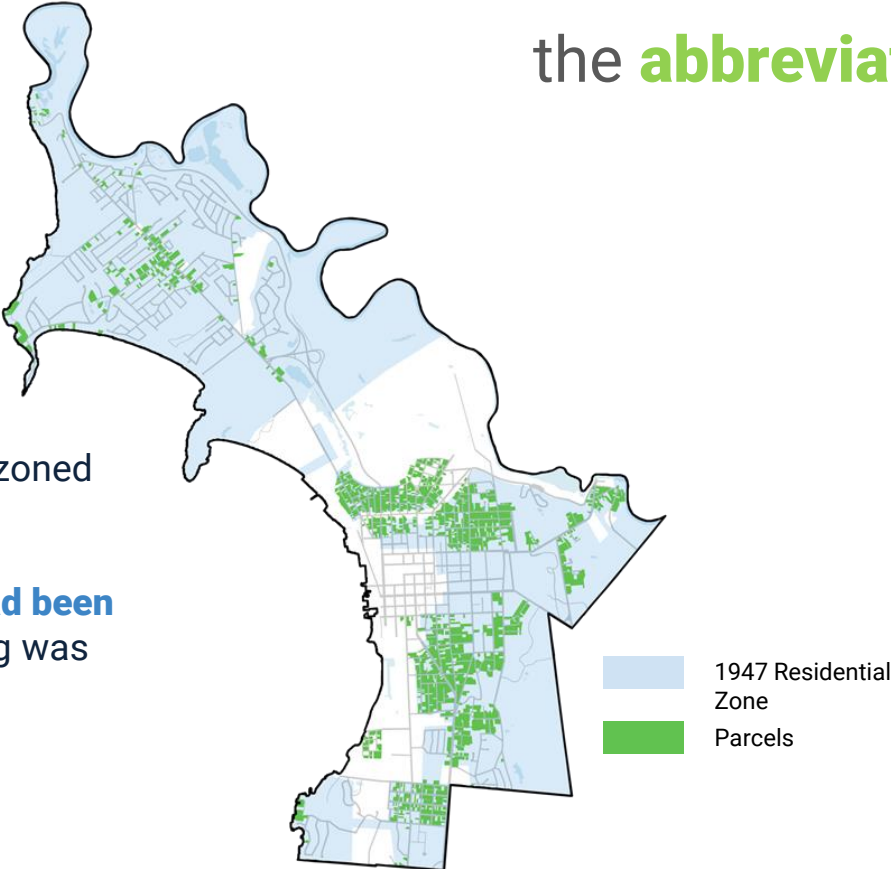 the abbrevia
zoned
d been
g was
1947 Residential
Zone
Parcels